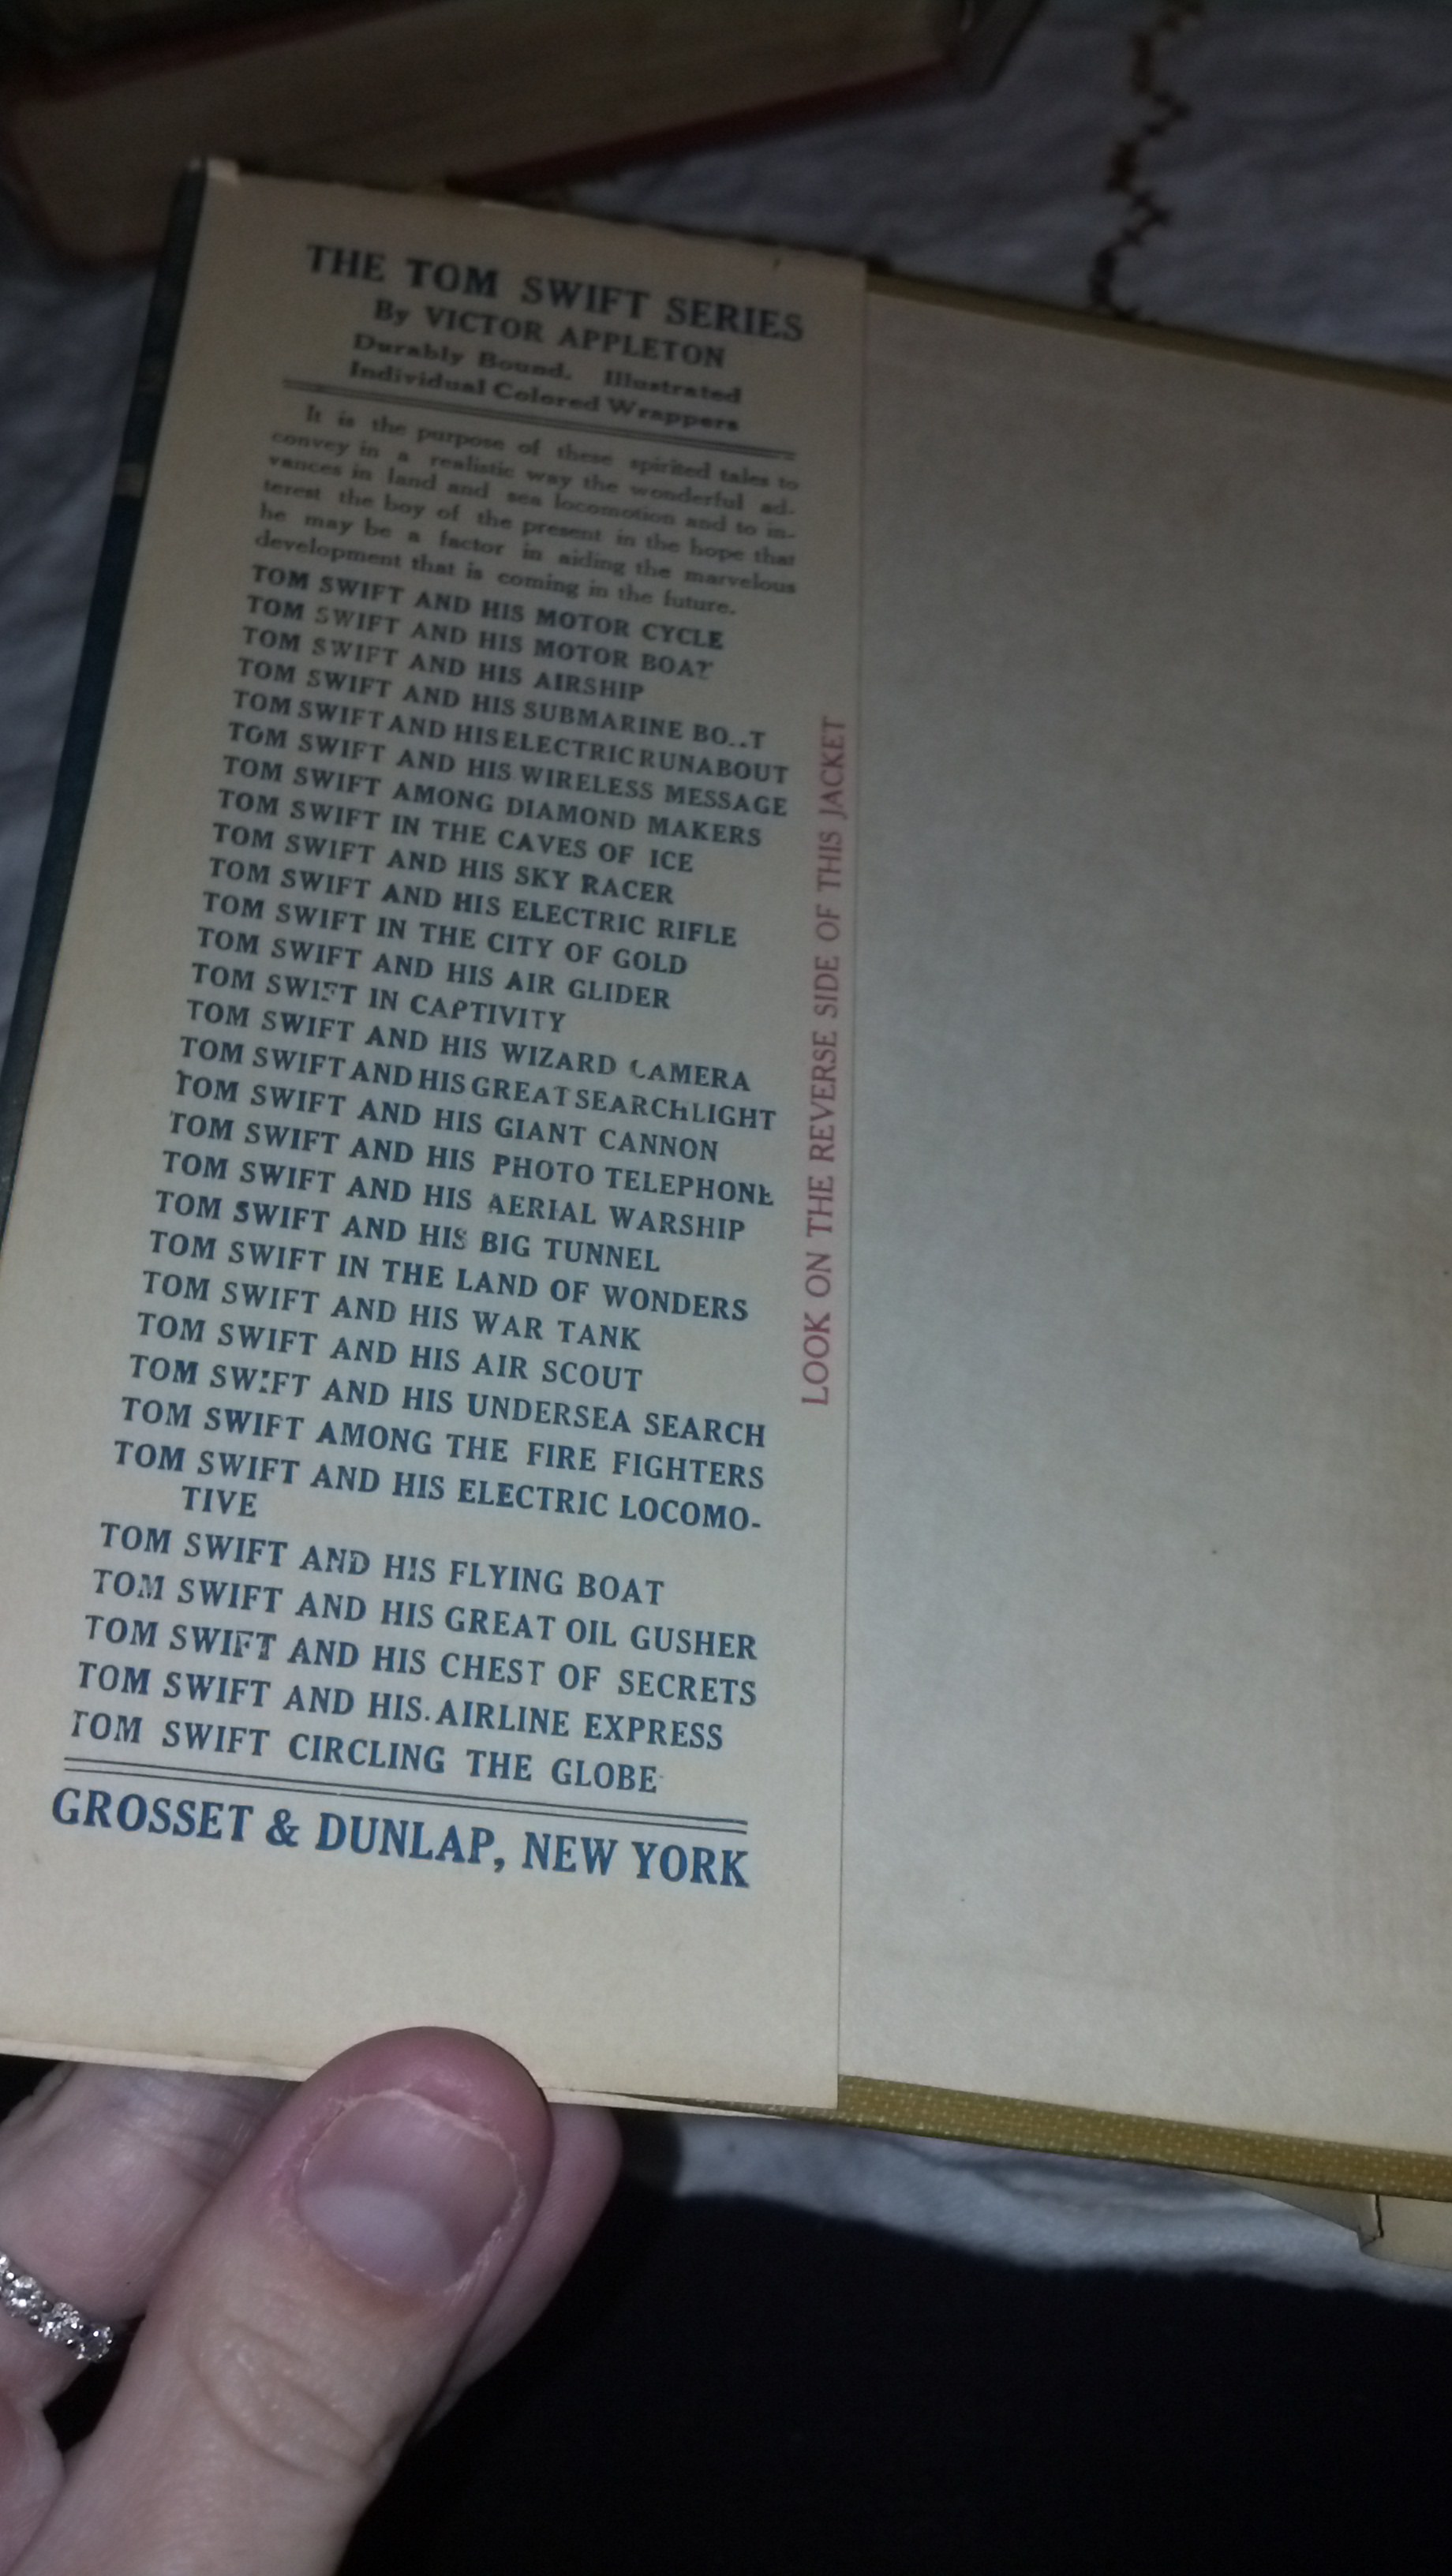 THE TOM SWIFT SERIES
By VICTOR APPLETON
Durably Bound. Illustrated
Individual Colored Wrappers
It is the purpose of these spirited tales to
convey in a realistic way the wonderful ad-
vances in land and sea locomotion and to in-
terest the boy of the present in the hope that
he may be a factor in aiding the marvelous
development that is coming in the future.
TOM SWIFT AND HIS MOTOR CYCLE
TOM SWIFT AND HIS MOTOR BOAT
TOM SWIFT AND HIS AIRSHIP
TOM SWIFT AND HIS SUBMARINE BOAT
TOM SWIFT AND HIS ELECTRIC RUNABOUT
TOM SWIFT AND HIS WIRELESS MESSAGE
TOM SWIFT AMONG DIAMOND MAKERS
TOM SWIFT IN THE CAVES OF ICE
TOM SWIFT AND HIS SKY RACER
TOM SWIFT AND HIS ELECTRIC RIFLE
TOM SWIFT IN THE CITY OF GOLD
TOM SWIFT AND HIS AIR GLIDER
TOM SWIFT IN CAPTIVITY
TOM SWIFT AND HIS WIZARD CAMERA
TOM SWIFT AND HIS GREAT SEARCHLIGHT
TOM SWIFT AND HIS GIANT CANNON
TOM SWIFT AND HIS PHOTO TELEPHONE
TOM SWIFT AND HIS AERIAL WARSHIP
TOM SWIFT AND HIS BIG TUNNEL
TOM SWIFT IN THE LAND OF WONDERS
TOM SWIFT AND HIS WAR TANK
TOM SWIFT AND HIS AIR SCOUT
TOM SWIFT AND HIS UNDERSEA SEARCH
TOM SWIFT AMONG THE FIRE FIGHTERS
TOM SWIFT AND HIS ELECTRIC LOCOMO-
TIVE
TOM SWIFT AND HIS FLYING BOAT
TOM SWIFT AND HIS GREAT OIL GUSHER
TOM SWIFT AND HIS CHEST OF SECRETS
TOM SWIFT AND HIS AIRLINE EXPRESS
TOM SWIFT CIRCLING THE GLOBE
GROSSET & DUNLAP, NEW YORK
LOOK ON THE REVERSE SIDE OF THIS JACKET